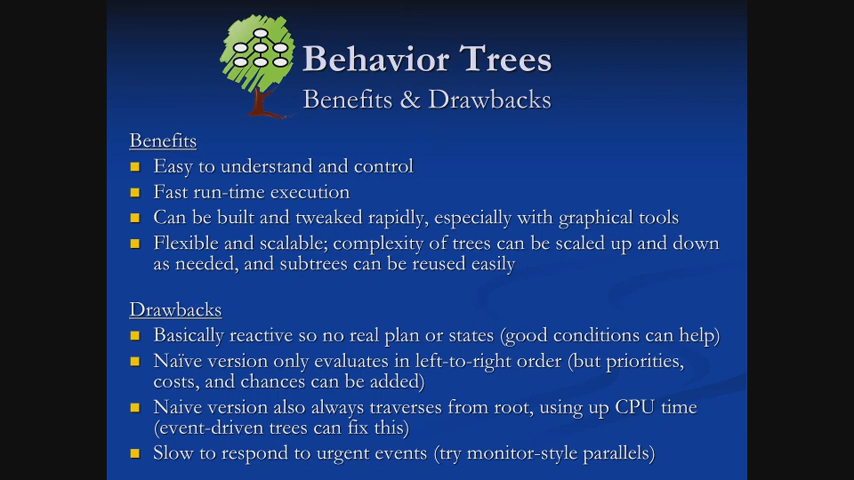 Behavior Trees
Benefits & Drawbacks
Benefits
Easy to understand and control
Fast run-time execution
Can be built and tweaked rapidly, especially with graphical tools
Flexible and scalable; complexity of trees can be scaled up and down
as needed, and subtrees can be reused easily
Drawbacks
Basically reactive so no real plan or states (good conditions can help)
Naïve version only evaluates in left-to-right order (but priorities,
costs, and chances can be added)
Naive version also always traverses from root, using up CPU time
(event-driven trees can fix this)
Slow to respond to urgent events (try monitor-style parallels)